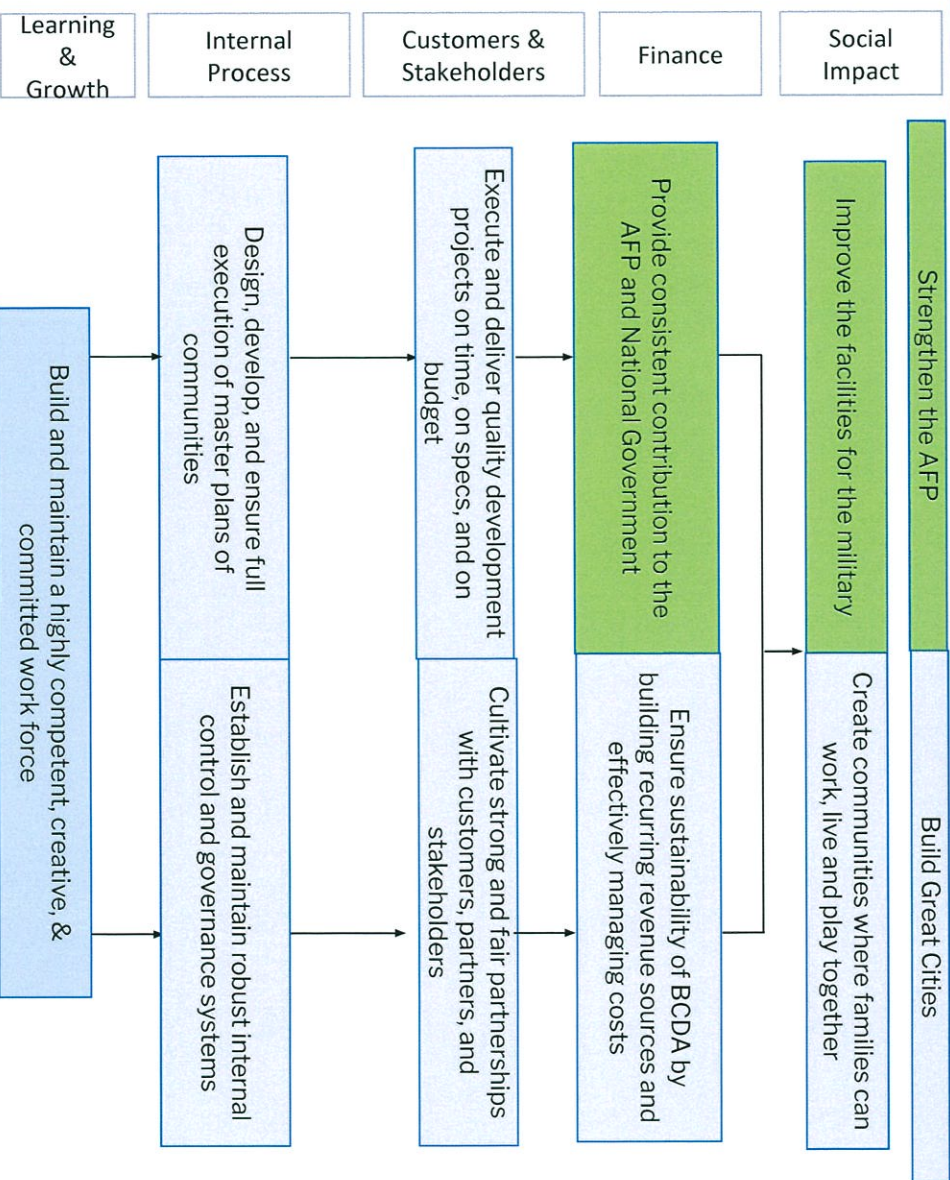 Strengthen the AFP
Build Great Cities
Social
Impact
Improve the facilities for the military
Create communities where families can
work, live and play together
Finance
Provide consistent contribution to the
AFP and National Government
Ensure sustainability of BCDA by
building recurring revenue sources and
effectively managing costs
Customers &
Stakeholders
Execute and deliver quality development
projects on time, on specs, and on
budget
Cultivate strong and fair partnerships
with customers, partners, and
stakeholders
Internal
Process
Design, develop, and ensure full
execution of master plans of
communities
Establish and maintain robust internal
control and governance systems
Learning
&
Growth
Build and maintain a highly competent, creative, &
committed work force